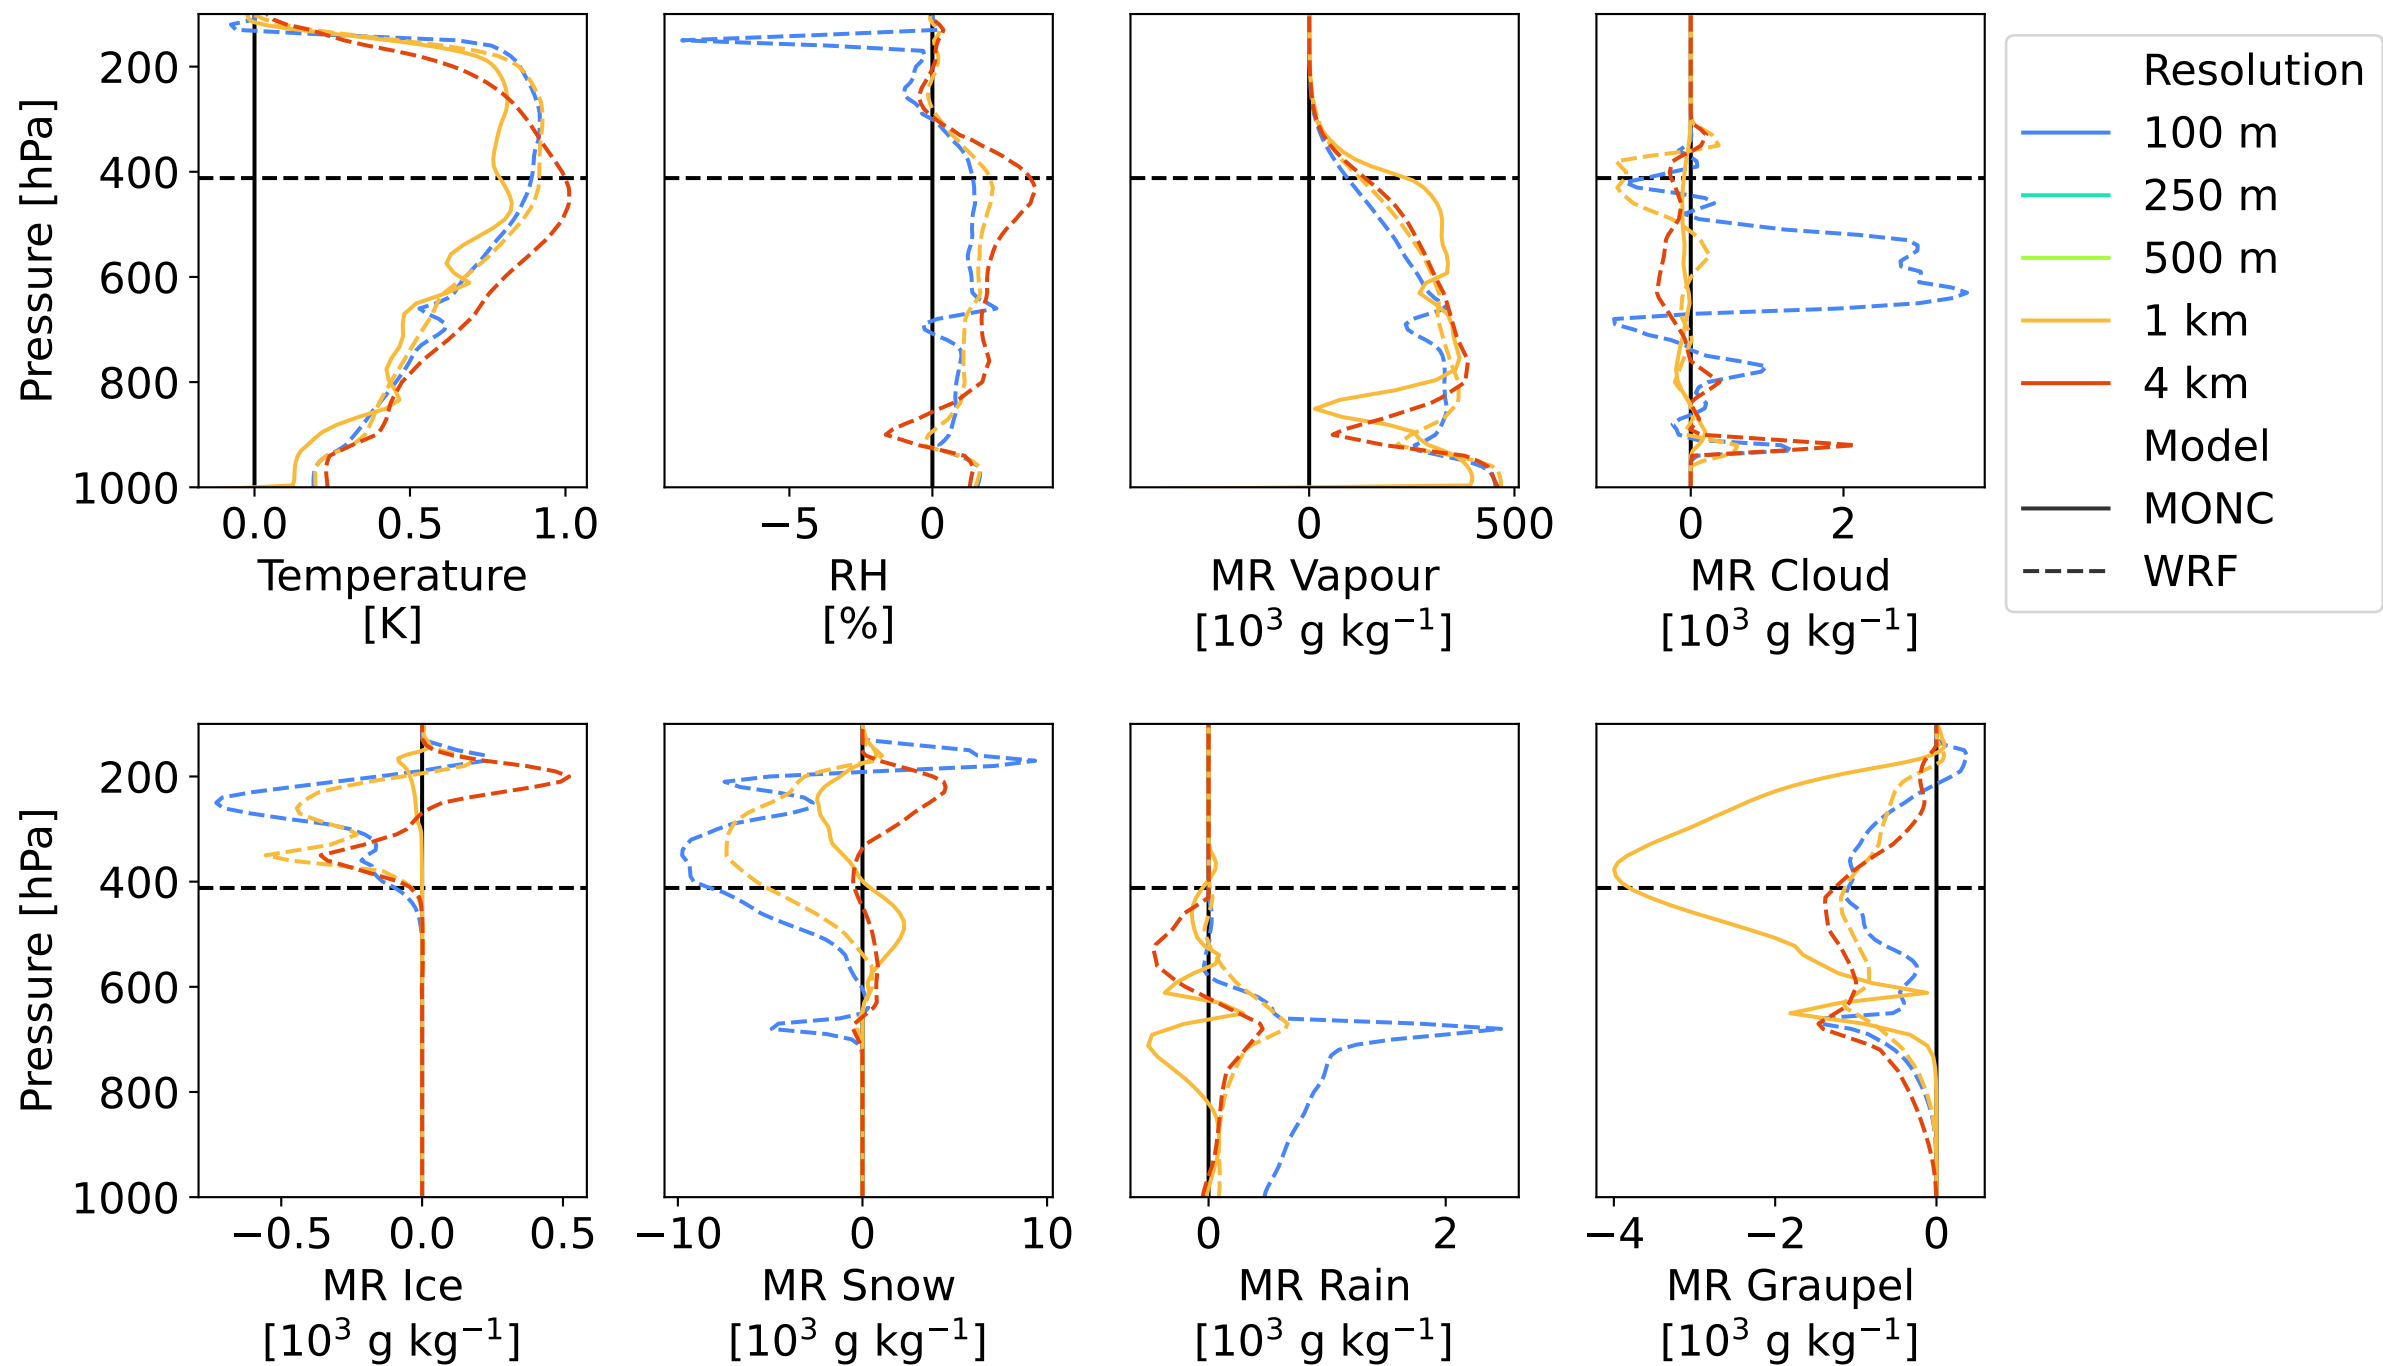 Pressure [hPa]
200
400
600
800
1000
0.0 0.5 1.0
Temperature
[K]
−5 0
RH
[%]
0 500
MR Vapour
[10³ g kg⁻¹]
0 2
MR Cloud
[10³ g kg⁻¹]
Resolution
100 m
250 m
500 m
1 km
4 km
Model
MONC
WRF
Pressure [hPa]
200
400
600
800
1000
−0.5 0.0 0.5
MR Ice
[10³ g kg⁻¹]
−10 0 10
MR Snow
[10³ g kg⁻¹]
0 2
MR Rain
[10³ g kg⁻¹]
−4 −2 0
MR Graupel
[10³ g kg⁻¹]